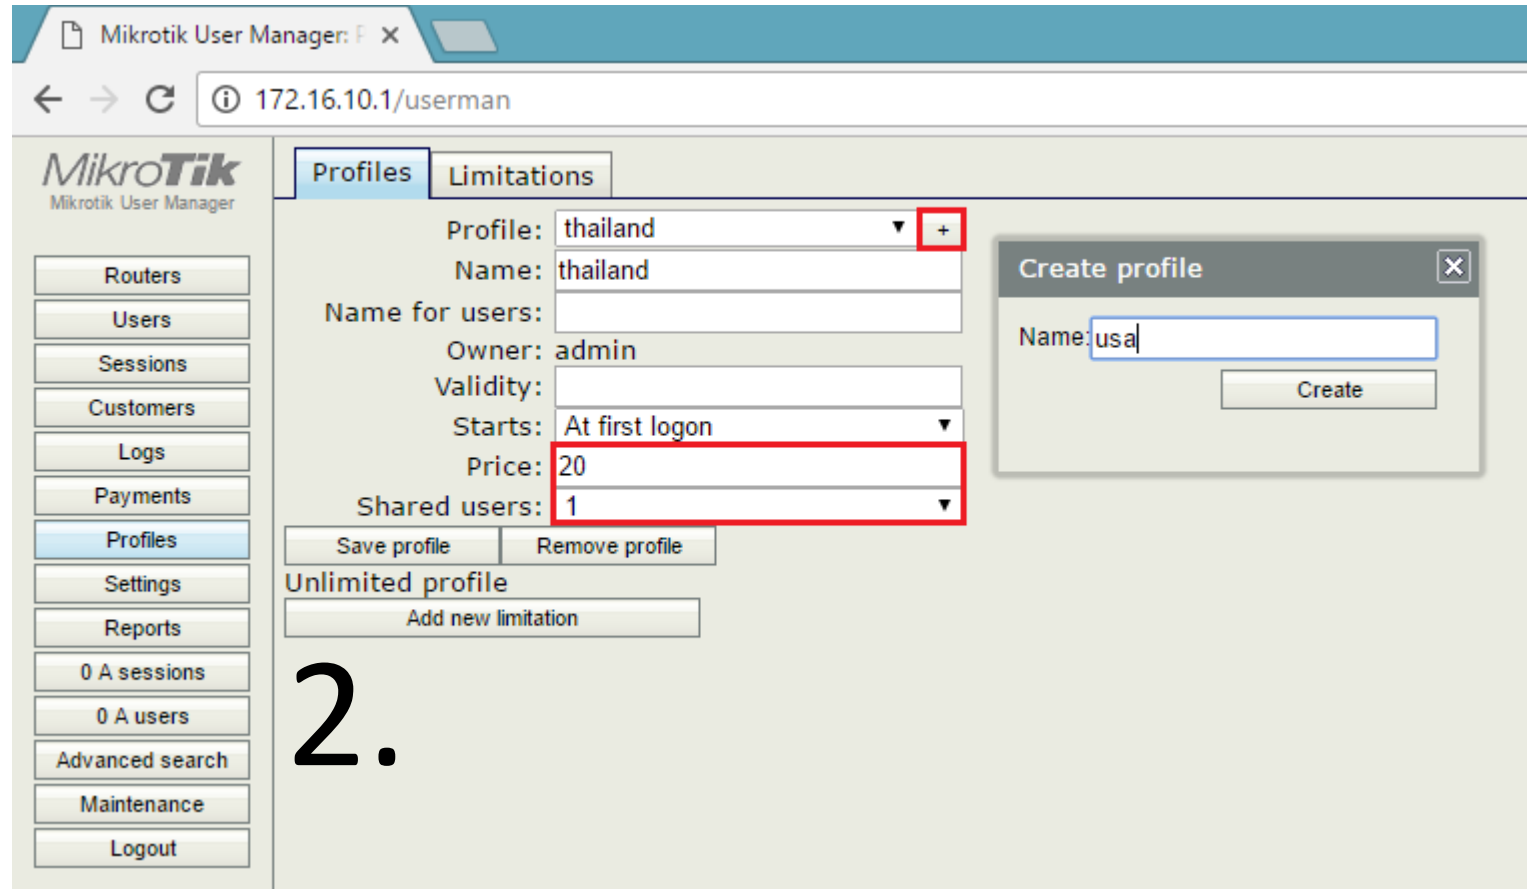 Mikrotik User Manager: P
172.16.10.1/userman
MikroTik
Mikrotik User Manager
Routers
Users
Sessions
Customers
Logs
Payments
Profiles
Settings
Reports
0 A sessions
0 A users
Advanced search
Maintenance
Logout
Profiles Limitations
Profile: thailand +
Name: thailand
Name for users:
Owner: admin
Validity:
Starts: At first logon
Price: 20
Shared users: 1
Save profile Remove profile
Unlimited profile
Add new limitation
2.
Create profile
Name: usa
Create